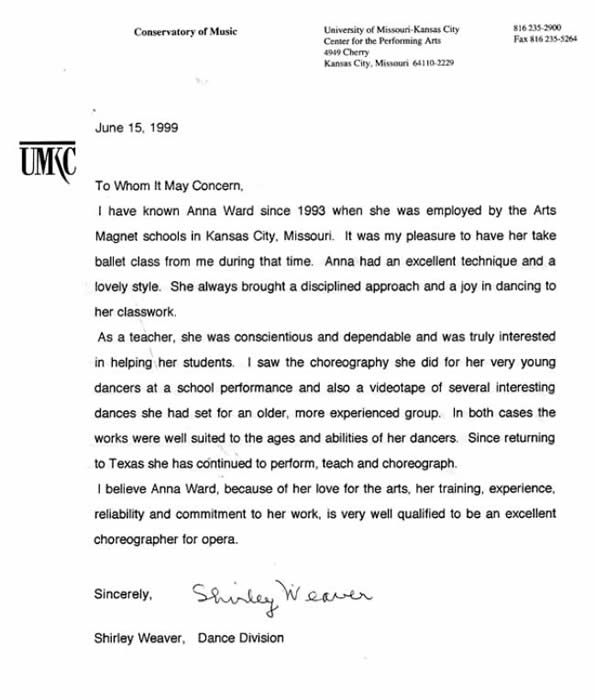 Conservatory of Music
University of Missouri-Kansas City
Center for the Performing Arts
4949 Cherry
Kansas City, Missouri 64110-2229
816 235-2900
Fax 816 235-5264
June 15, 1999
UMKC
To Whom It May Concern,
I have known Anna Ward since 1993 when she was employed by the Arts
Magnet schools in Kansas City, Missouri. It was my pleasure to have her take
ballet class from me during that time. Anna had an excellent technique and a
lovely style. She always brought a disciplined approach and a joy in dancing to
her classwork.
As a teacher, she was conscientious and dependable and was truly interested
in helping her students. I saw the choreography she did for her very young
dancers at a school performance and also a videotape of several interesting
dances she had set for an older, more experienced group. In both cases the
works were well suited to the ages and abilities of her dancers. Since returning
to Texas she has continued to perform, teach and choreograph.
I believe Anna Ward, because of her love for the arts, her training, experience,
reliability and commitment to her work, is very well qualified to be an excellent
choreographer for opera.
Sincerely, Shirley Weaver
Shirley Weaver, Dance Division